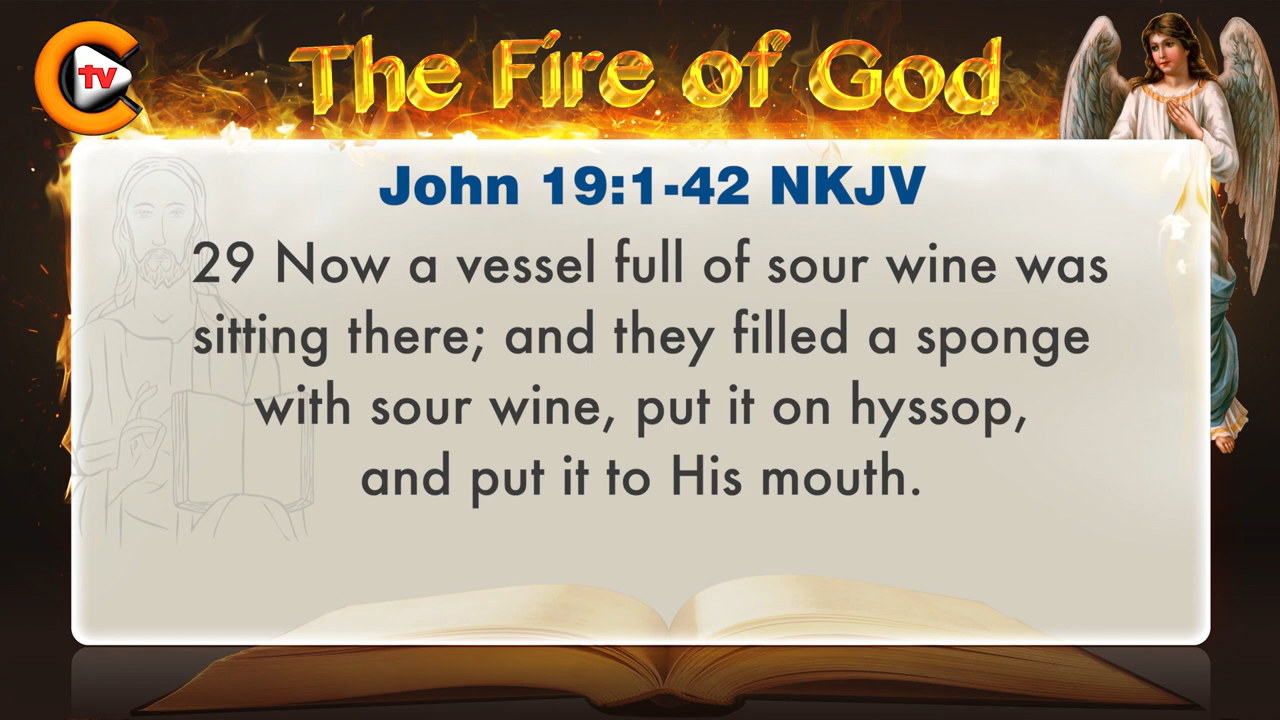 tv
The Fire of God
John 19:1-42 NKJV
29 Now a vessel full of sour wine was
sitting there; and they filled a sponge
with sour wine, put it on hyssop,
and put it to His mouth.